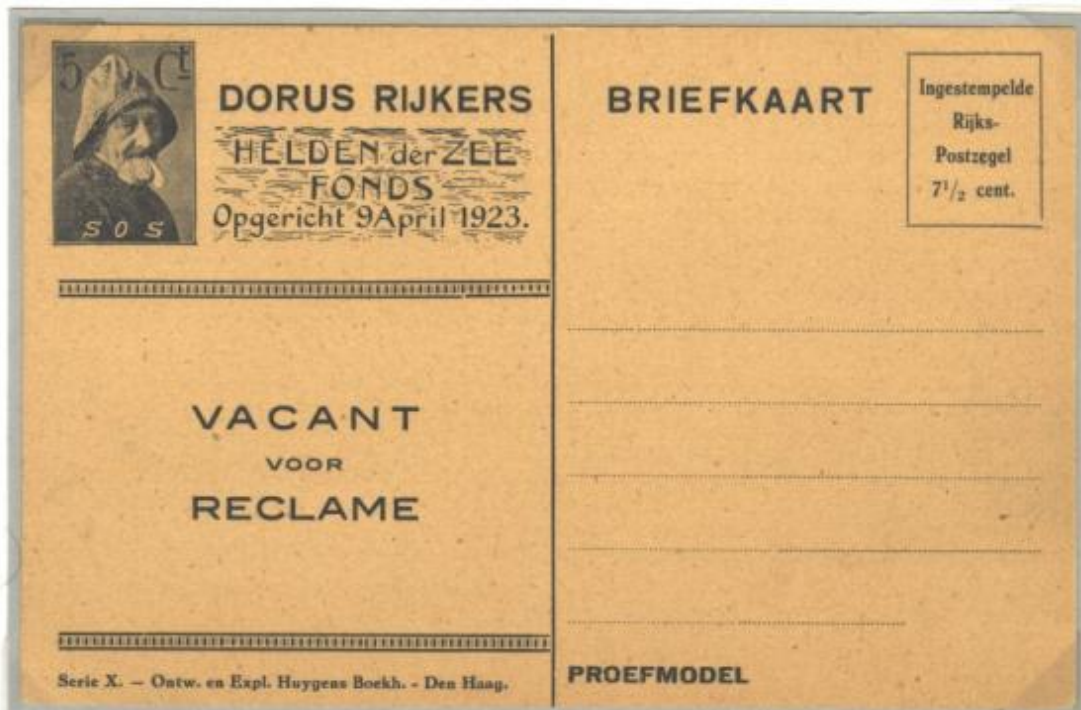 5 Ct
SOS
DORUS RIJKERS
HELDEN der ZEE
FONDS
Opgericht 9 April 1923.
VACANT
VOOR
RECLAME
Serie X. — Ontw. en Expl. Huygens Boekh. - Den Haag.
BRIEFKAART
Ingestempelde
Rijks-
Postzegel
7½ cent.
PROEFMODEL